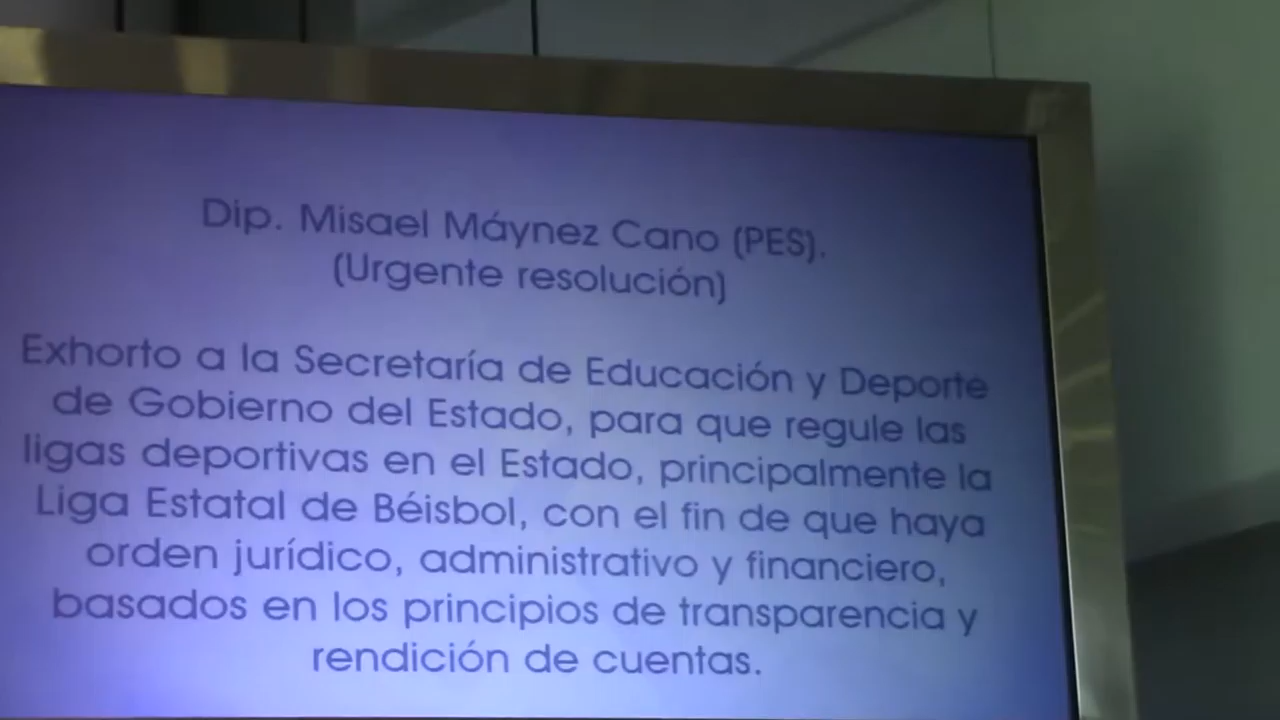 Dip. Misael Máynez Cano (PES).
(Urgente resolución)
Exhorto a la Secretaría de Educación y Deporte
de Gobierno del Estado, para que regule las
ligas deportivas en el Estado, principalmente la
Liga Estatal de Béisbol, con el fin de que haya
orden jurídico, administrativo y financiero,
basados en los principios de transparencia y
rendición de cuentas.